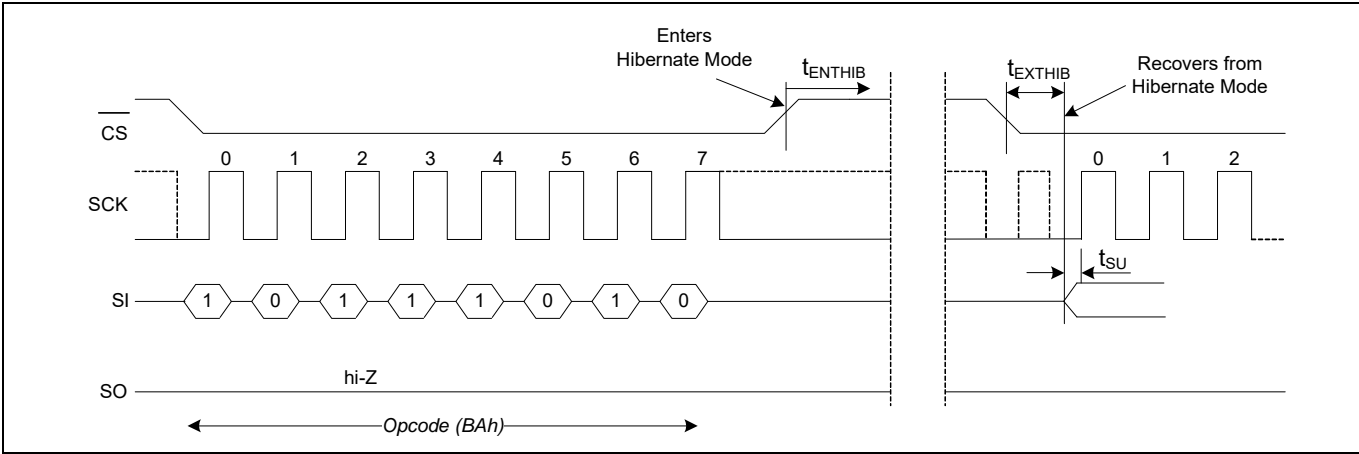 Enters
Hibernate Mode
tENTHIB
tEXTHIB
Recovers from
Hibernate Mode
CS
0 1 2 3 4 5 6 7 0 1 2
SCK
tSU
SI 1 0 1 1 1 0 1 0
hi-Z
SO
Opcode (BAh)